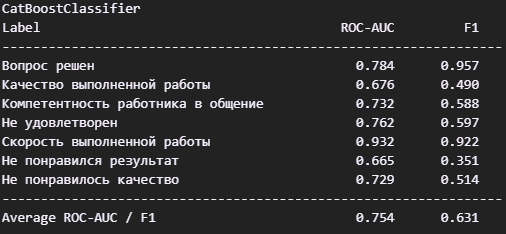 CatBoostClassifier
Label ROC-AUC F1
----------------------------------------------------------------
Вопрос решен 0.784 0.957
Качество выполненной работы 0.676 0.490
Компетентность работника в общение 0.732 0.588
Не удовлетворен 0.762 0.597
Скорость выполненной работы 0.932 0.922
Не понравился результат 0.665 0.351
Не понравилось качество 0.729 0.514
----------------------------------------------------------------
Average ROC-AUC / F1 0.754 0.631